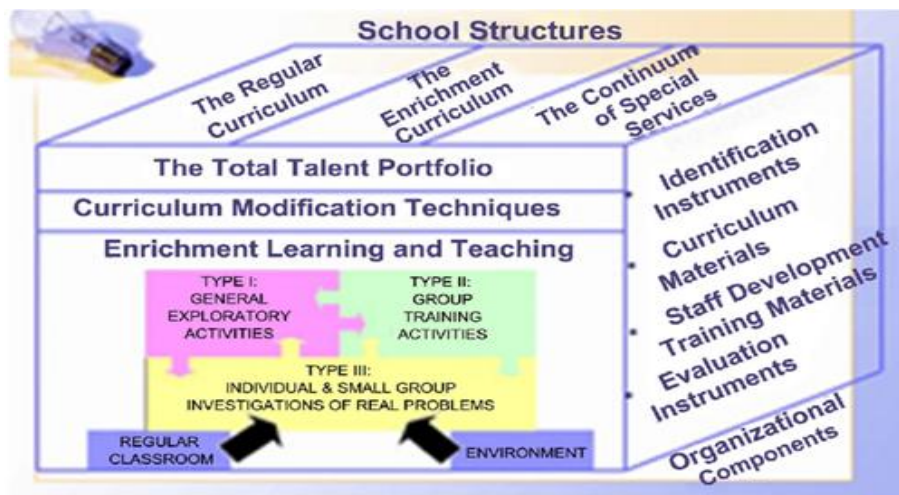 School Structures
The Regular
Curriculum
The
Enrichment
Curriculum
The Continuum
of Special
Services
The Total Talent Portfolio
Curriculum Modification Techniques
Enrichment Learning and Teaching
TYPE I:
GENERAL
EXPLORATORY
ACTIVITIES
TYPE II:
GROUP
TRAINING
ACTIVITIES
TYPE III:
INDIVIDUAL & SMALL GROUP
INVESTIGATIONS OF REAL PROBLEMS
REGULAR
CLASSROOM
ENVIRONMENT
Identification
Instruments
Curriculum
Materials
Staff Development
Training Materials
Evaluation
Instruments
Organizational
Components